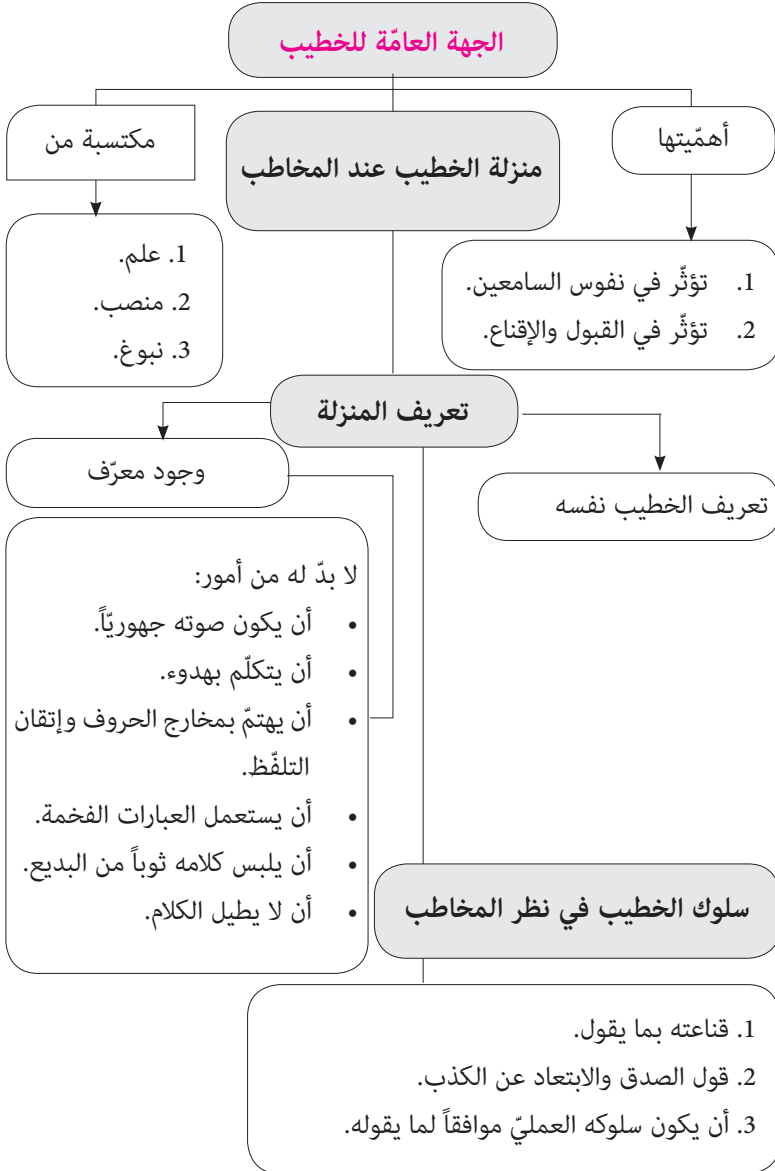 الجهة العامّة للخطيب
أهمّيتها
منزلة الخطيب عند المخاطب
مكتسبة من
1. تؤثّر في نفوس السامعين.
2. تؤثّر في القبول والإقناع.
1. علم.
2. منصب.
3. نبوغ.
تعريف المنزلة
تعريف الخطيب نفسه
وجود معرّف
لا بدّ له من أمور:
• أن يكون صوته جهوريّاً.
• أن يتكلّم بهدوء.
• أن يهتمّ بمخارج الحروف وإتقان
التلفّظ.
• أن يستعمل العبارات الفخمة.
• أن يلبس كلامه ثوباً من البديع.
• أن لا يطيل الكلام.
سلوك الخطيب في نظر المخاطب
1. قناعته بما يقول.
2. قول الصدق والابتعاد عن الكذب.
3. أن يكون سلوكه العمليّ موافقاً لما يقوله.